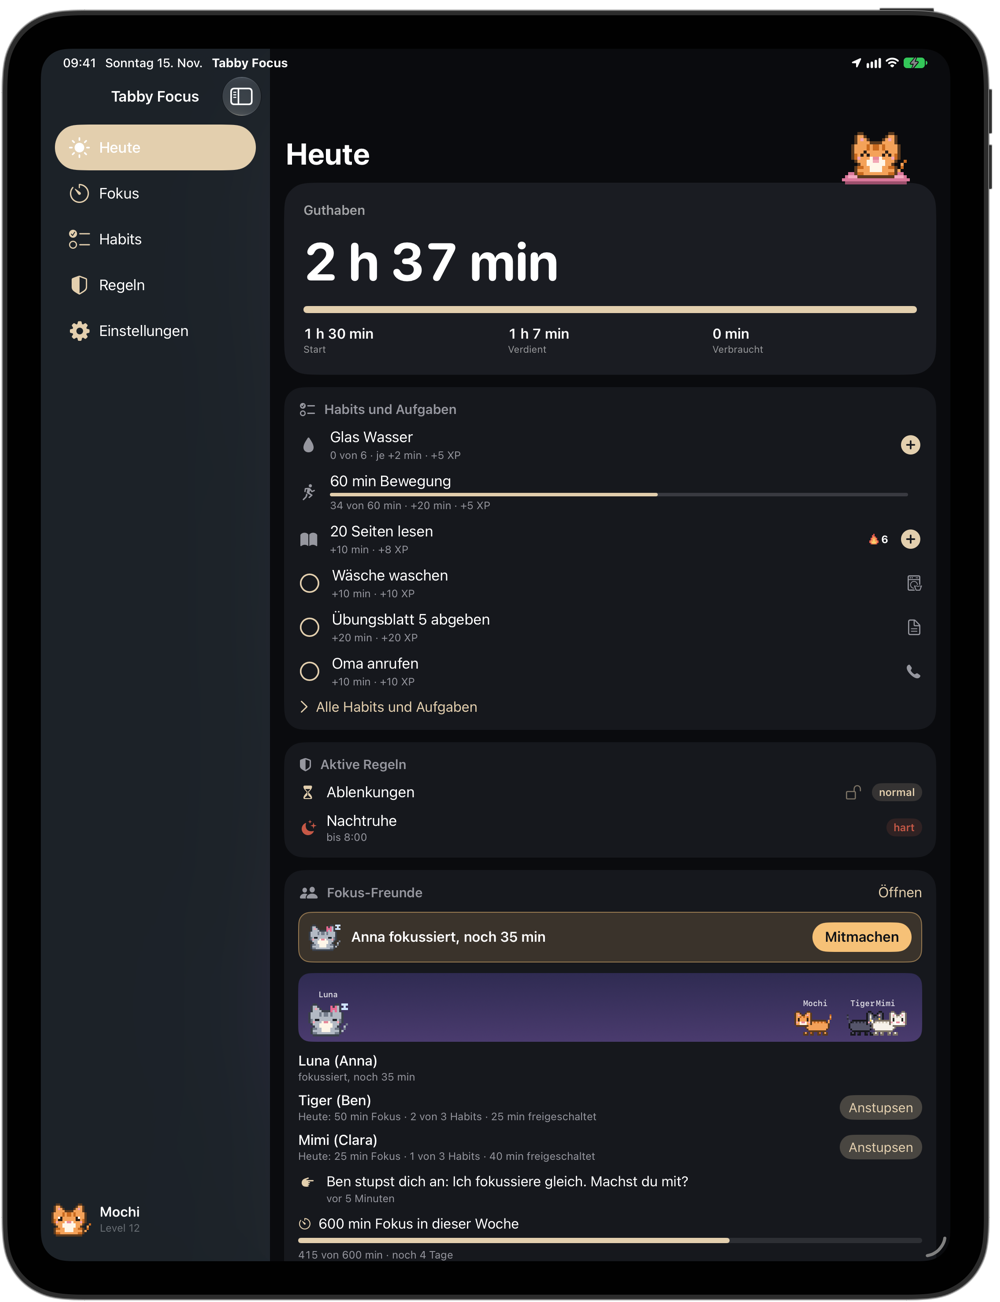 09:41 Sonntag 15. Nov. Tabby Focus
Tabby Focus
Heute
Fokus
Habits
Regeln
Einstellungen
Mochi
Level 12
Heute
Guthaben
2 h 37 min
1 h 30 min
Start
1 h 7 min
Verdient
0 min
Verbraucht
Habits und Aufgaben
Glas Wasser
0 von 6 · je +2 min · +5 XP
60 min Bewegung
34 von 60 min · +20 min · +5 XP
20 Seiten lesen
+10 min · +8 XP
6
Wäsche waschen
+10 min · +10 XP
Übungsblatt 5 abgeben
+20 min · +20 XP
Oma anrufen
+10 min · +10 XP
Alle Habits und Aufgaben
Aktive Regeln
Ablenkungen
normal
Nachtruhe
bis 8:00
hart
Fokus-Freunde
Öffnen
Anna fokussiert, noch 35 min
Mitmachen
Luna
Mochi
Tiger
Mimi
Luna (Anna)
fokussiert, noch 35 min
Tiger (Ben)
Heute: 50 min Fokus · 2 von 3 Habits · 25 min freigeschaltet
Anstupsen
Mimi (Clara)
Heute: 25 min Fokus · 1 von 3 Habits · 40 min freigeschaltet
Anstupsen
Ben stupst dich an: Ich fokussiere gleich. Machst du mit?
vor 5 Minuten
600 min Fokus in dieser Woche
415 von 600 min · noch 4 Tage